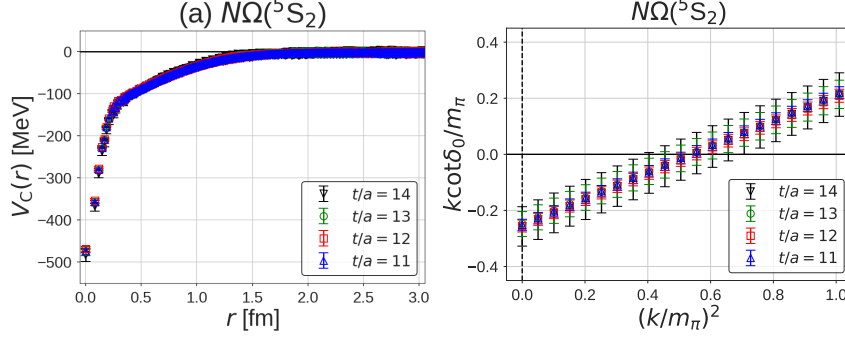 (a) NΩ(⁵S₂)
V_C(r) [MeV]
0
−100
−200
−300
−400
−500
t/a = 14
t/a = 13
t/a = 12
t/a = 11
0.0 0.5 1.0 1.5 2.0 2.5 3.0
r [fm]
NΩ(⁵S₂)
kcotδ₀/m_π
0.4
0.2
0.0
−0.2
−0.4
t/a = 14
t/a = 13
t/a = 12
t/a = 11
0.0 0.2 0.4 0.6 0.8 1.0
(k/m_π)²